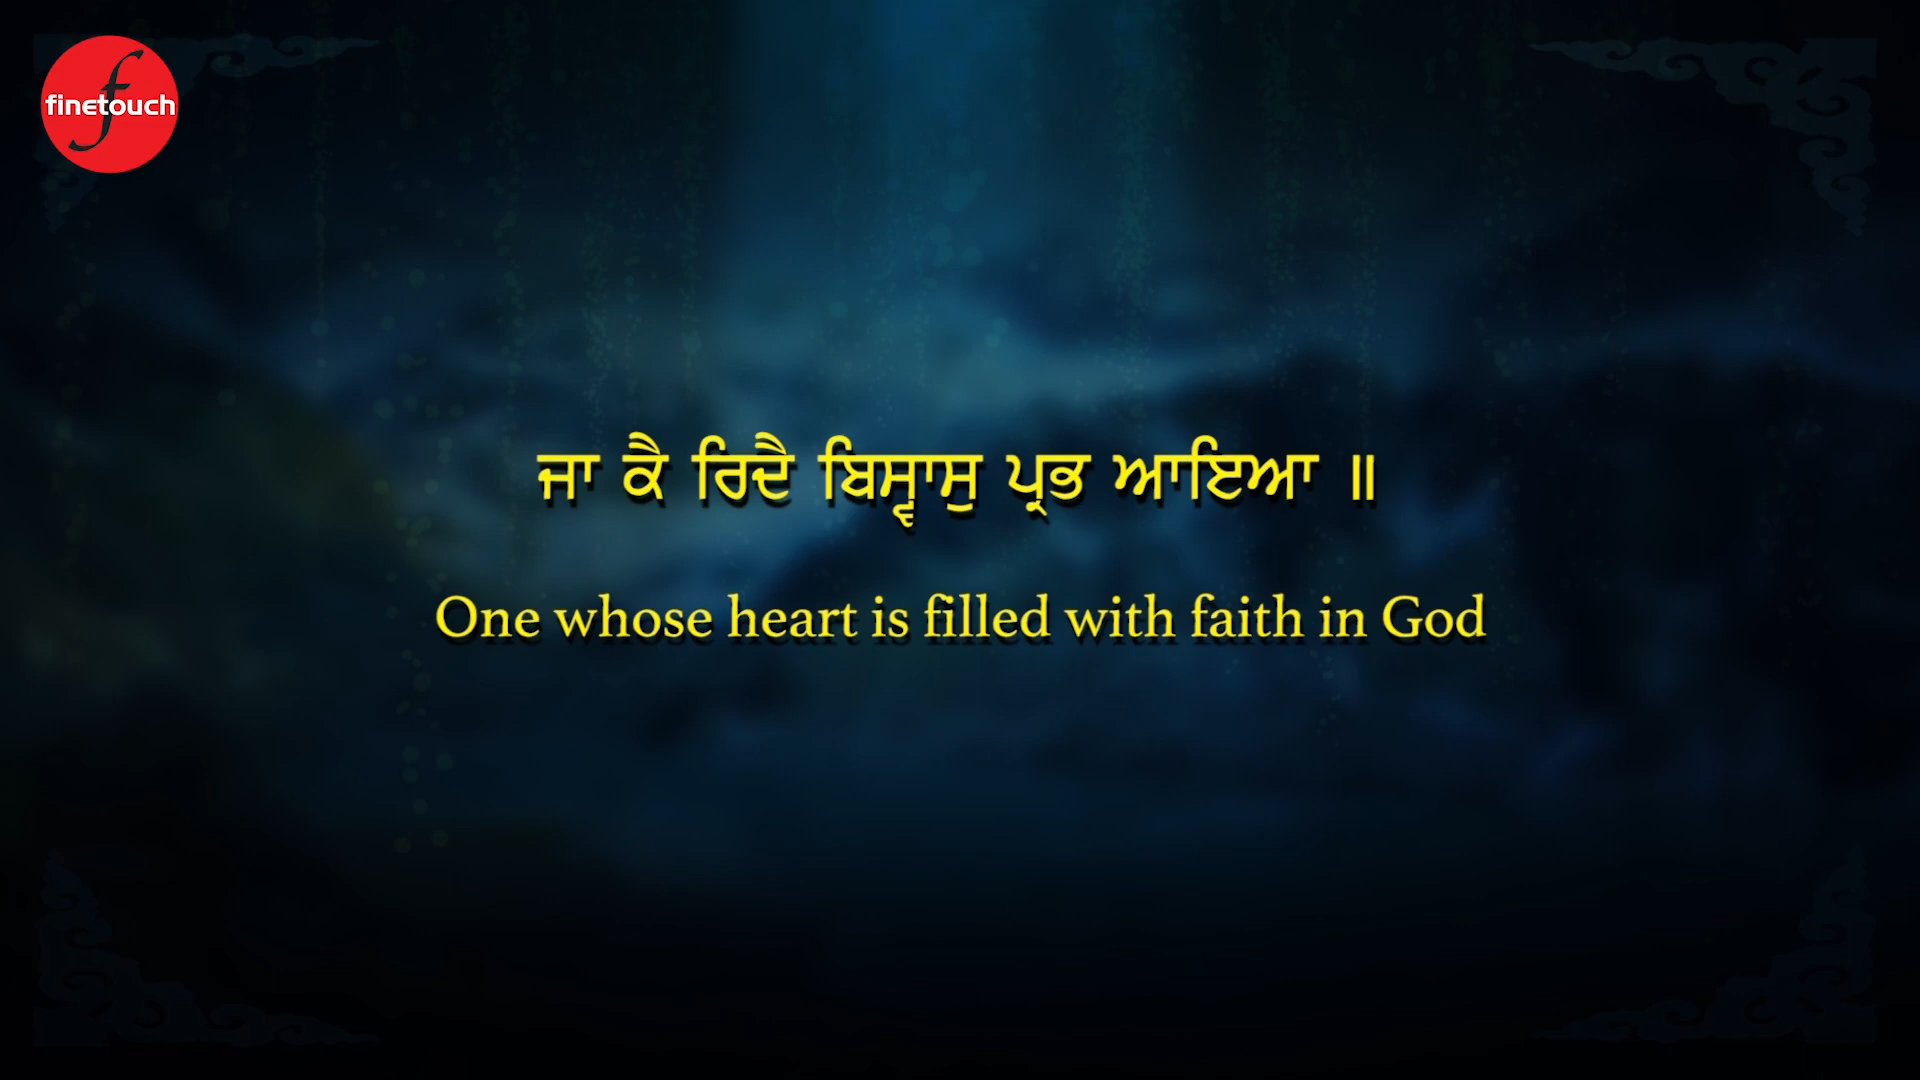 finetouch
ਜਾ ਕੈ ਰਿਦੈ ਬਿਸ੍ਵਾਸੁ ਪ੍ਰਭ ਆਇਆ ॥
One whose heart is filled with faith in God